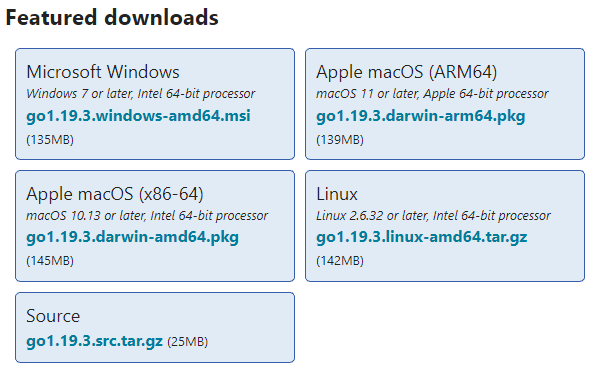 Featured downloads
Microsoft Windows
Windows 7 or later, Intel 64-bit processor
go1.19.3.windows-amd64.msi
(135MB)
Apple macOS (ARM64)
macOS 11 or later, Apple 64-bit processor
go1.19.3.darwin-arm64.pkg
(139MB)
Apple macOS (x86-64)
macOS 10.13 or later, Intel 64-bit processor
go1.19.3.darwin-amd64.pkg
(145MB)
Linux
Linux 2.6.32 or later, Intel 64-bit processor
go1.19.3.linux-amd64.tar.gz
(142MB)
Source
go1.19.3.src.tar.gz (25MB)